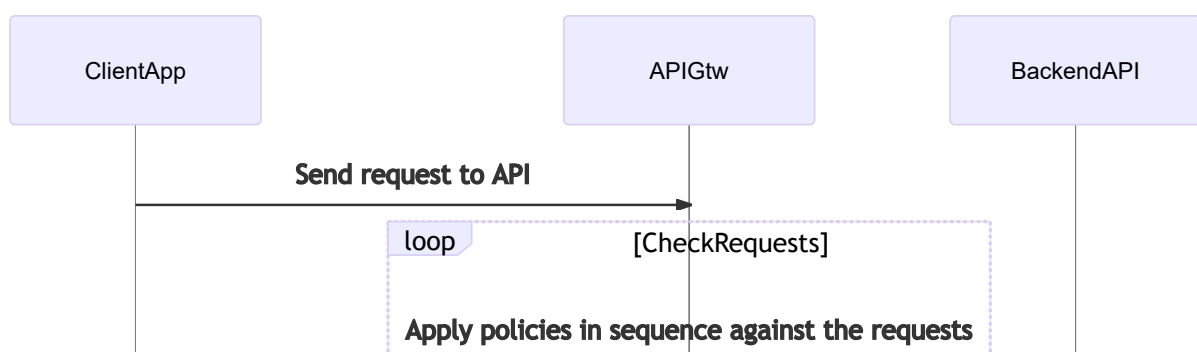 ClientApp
APIGtw
BackendAPI
Send request to API
loop
[CheckRequests]
Apply policies in sequence against the requests